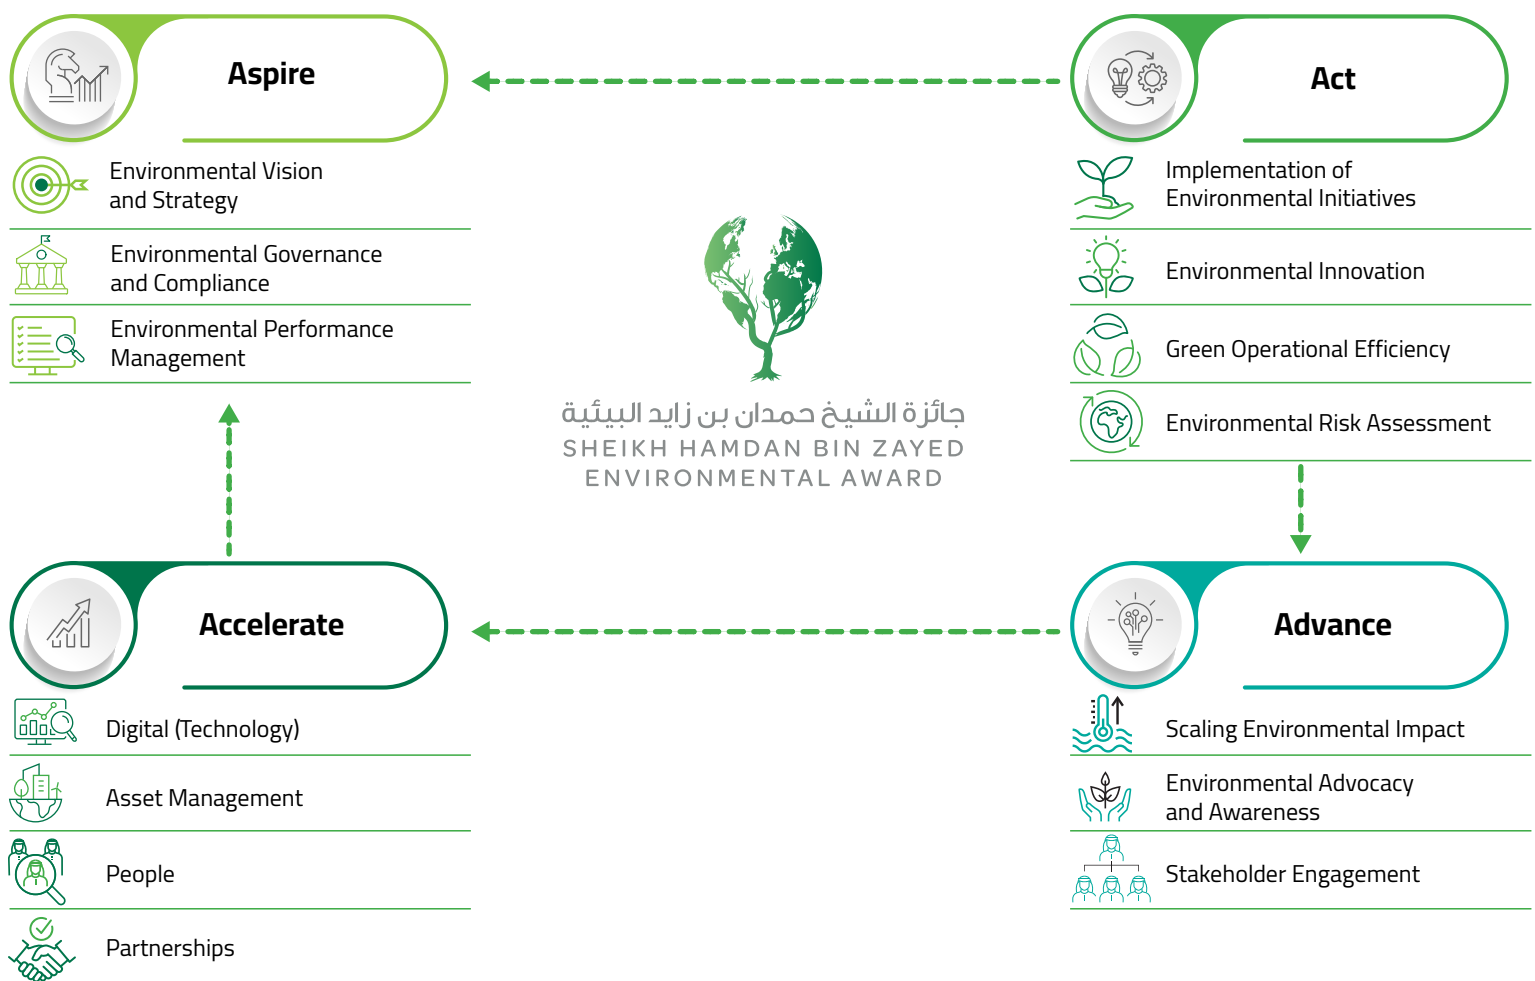 Aspire
Environmental Vision
and Strategy
Environmental Governance
and Compliance
Environmental Performance
Management
Act
Implementation of
Environmental Initiatives
Environmental Innovation
Green Operational Efficiency
Environmental Risk Assessment
جائزة الشيخ حمدان بن زايد البيئية
SHEIKH HAMDAN BIN ZAYED
ENVIRONMENTAL AWARD
Accelerate
Digital (Technology)
Asset Management
People
Partnerships
Advance
Scaling Environmental Impact
Environmental Advocacy
and Awareness
Stakeholder Engagement